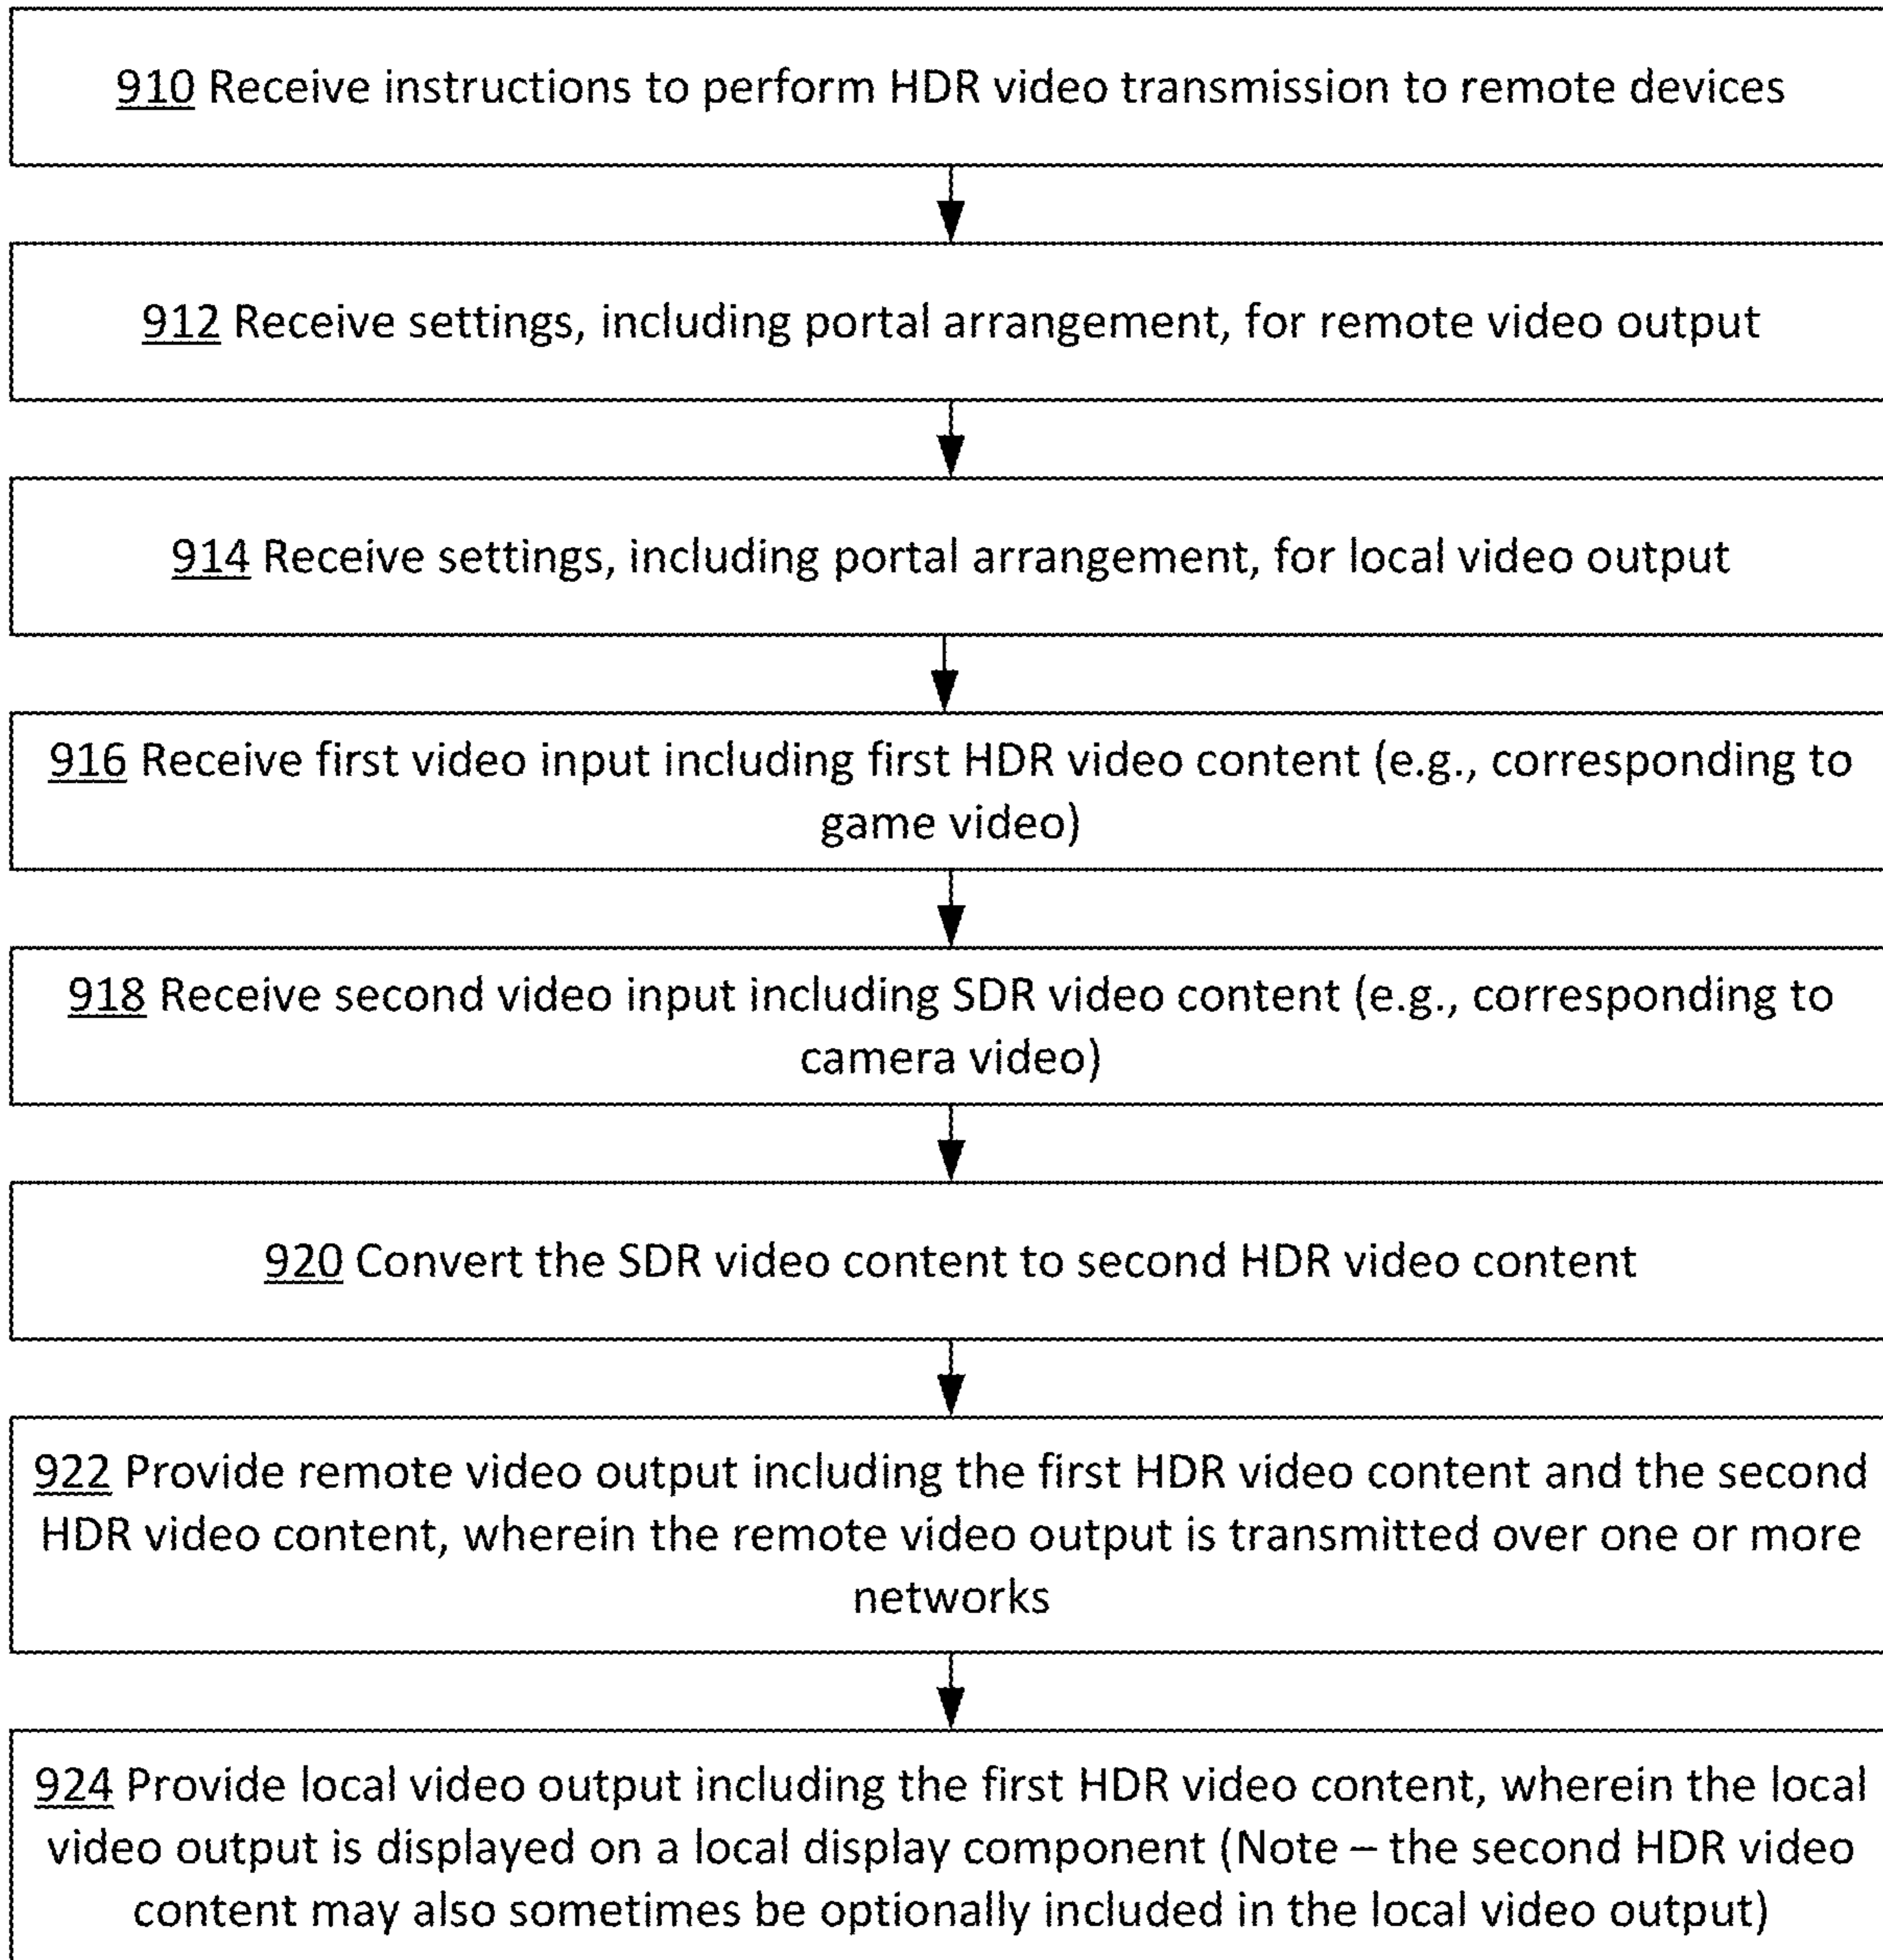 910 Receive instructions to perform HDR video transmission to remote devices
912 Receive settings, including portal arrangement, for remote video output
914 Receive settings, including portal arrangement, for local video output
916 Receive first video input including first HDR video content (e.g., corresponding to
game video)
918 Receive second video input including SDR video content (e.g., corresponding to
camera video)
920 Convert the SDR video content to second HDR video content
922 Provide remote video output including the first HDR video content and the second
HDR video content, wherein the remote video output is transmitted over one or more
networks
924 Provide local video output including the first HDR video content, wherein the local
video output is displayed on a local display component (Note – the second HDR video
content may also sometimes be optionally included in the local video output)